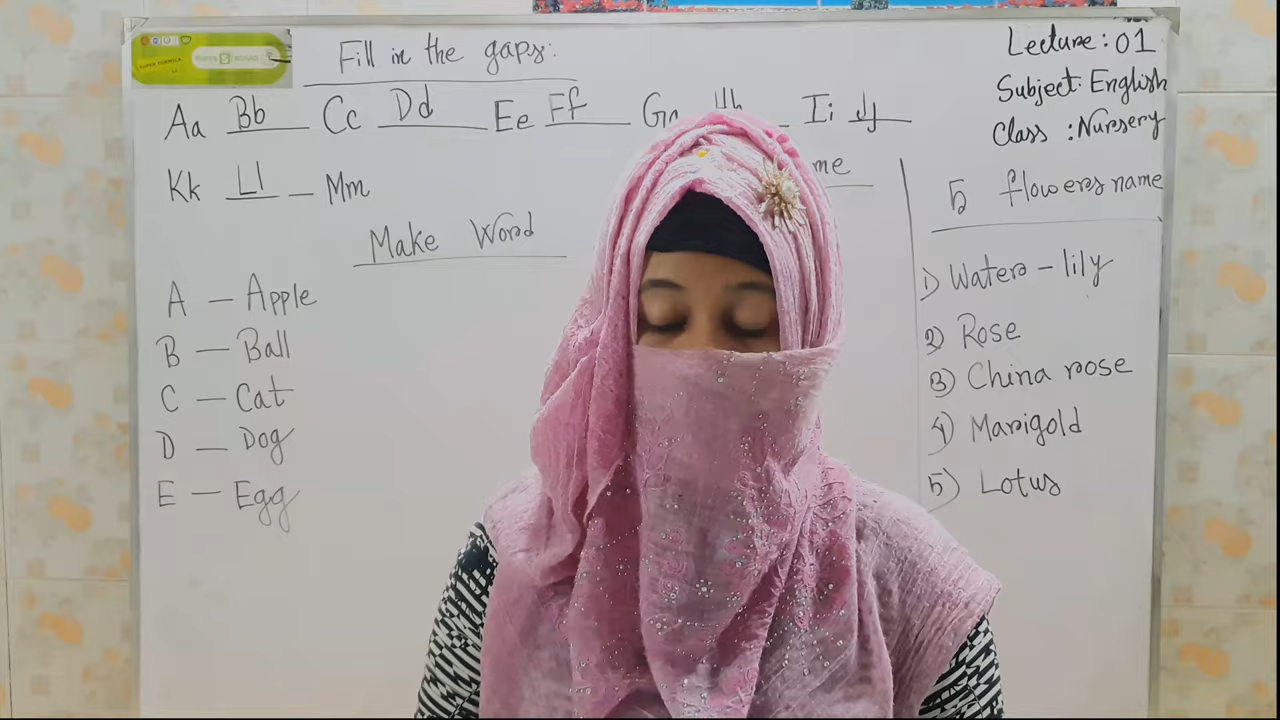 Fill in the gaps:
Aa Bb Cc Dd Ee Ff Gg Hh Ii Jj
Kk Ll Mm
Make Word
A - Apple
B - Ball
C - Cat
D - Dog
E - Egg
me
Lecture: 01
Subject: English
Class : Nursery
5 flowers name
1) Water - lily
2) Rose
3) China rose
4) Marigold
5) Lotus